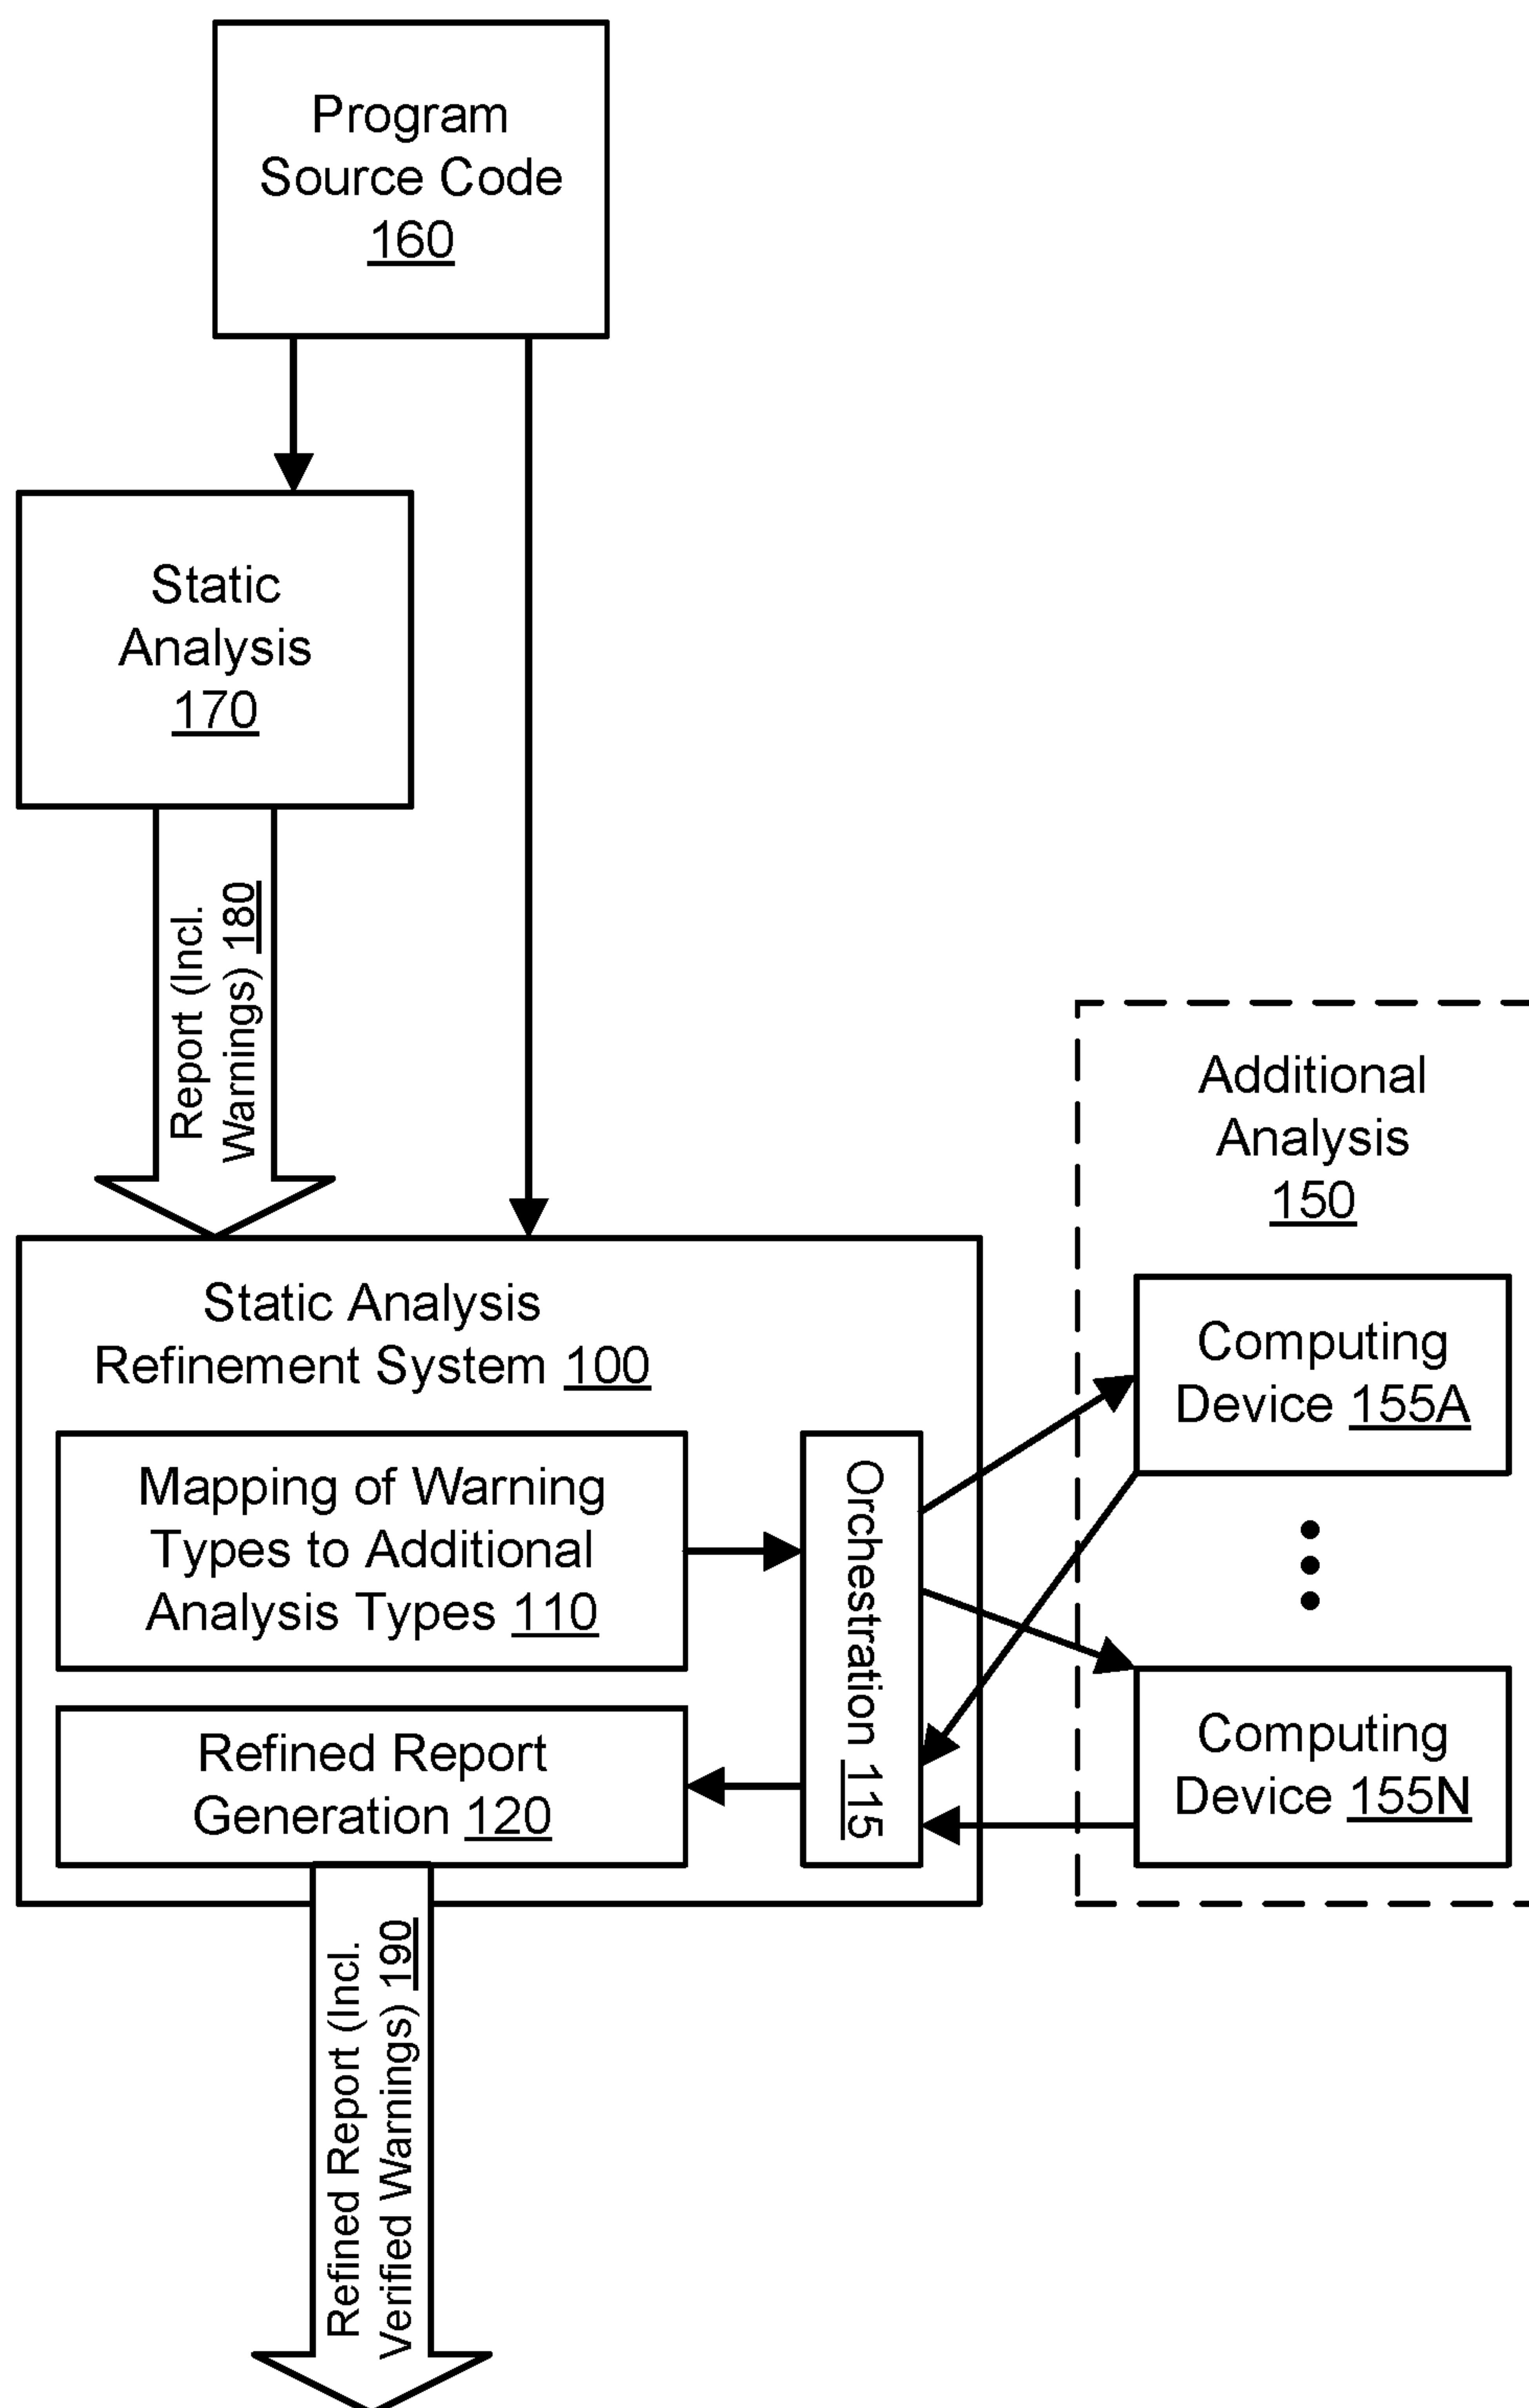 Program
Source Code
160
Static
Analysis
170
Report (Incl.
Warnings) 180
Additional
Analysis
150
Static Analysis
Refinement System 100
Computing
Device 155A
Mapping of Warning
Types to Additional
Analysis Types 110
Orchestration 115
Refined Report
Generation 120
Computing
Device 155N
Refined Report (Incl.
Verified Warnings) 190